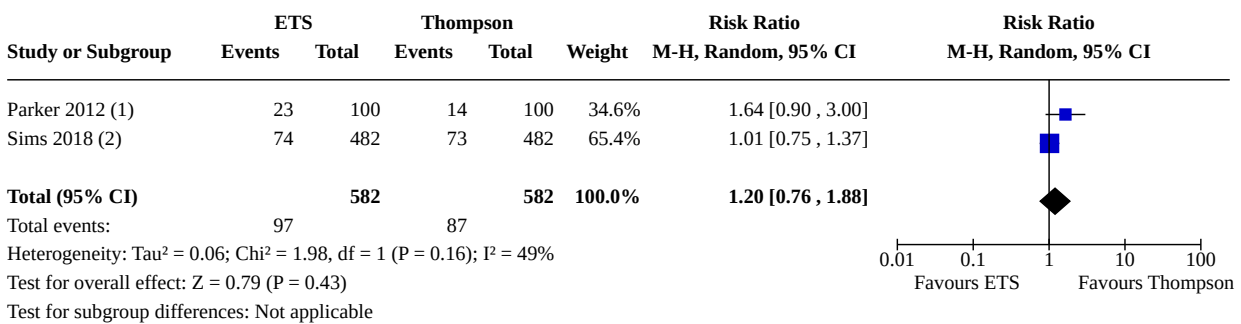 ETS Thompson Risk Ratio Risk Ratio
Study or Subgroup Events Total Events Total Weight M-H, Random, 95% CI M-H, Random, 95% CI
Parker 2012 (1) 23 100 14 100 34.6% 1.64 [0.90 , 3.00]
Sims 2018 (2) 74 482 73 482 65.4% 1.01 [0.75 , 1.37]
Total (95% CI) 582 582 100.0% 1.20 [0.76 , 1.88]
Total events: 97 87
Heterogeneity: Tau² = 0.06; Chi² = 1.98, df = 1 (P = 0.16); I² = 49%
0.01 0.1 1 10 100
Test for overall effect: Z = 0.79 (P = 0.43) Favours ETS Favours Thompson
Test for subgroup differences: Not applicable